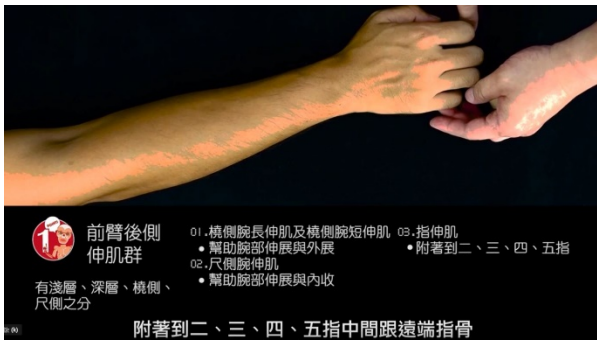 前臂後側
伸肌群
有淺層、深層、橈側、
尺側之分
01.橈側腕長伸肌及橈側腕短伸肌
•幫助腕部伸展與外展
02.尺側腕伸肌
•幫助腕部伸展與內收
03.指伸肌
•附著到二、三、四、五指
附著到二、三、四、五指中間跟遠端指骨